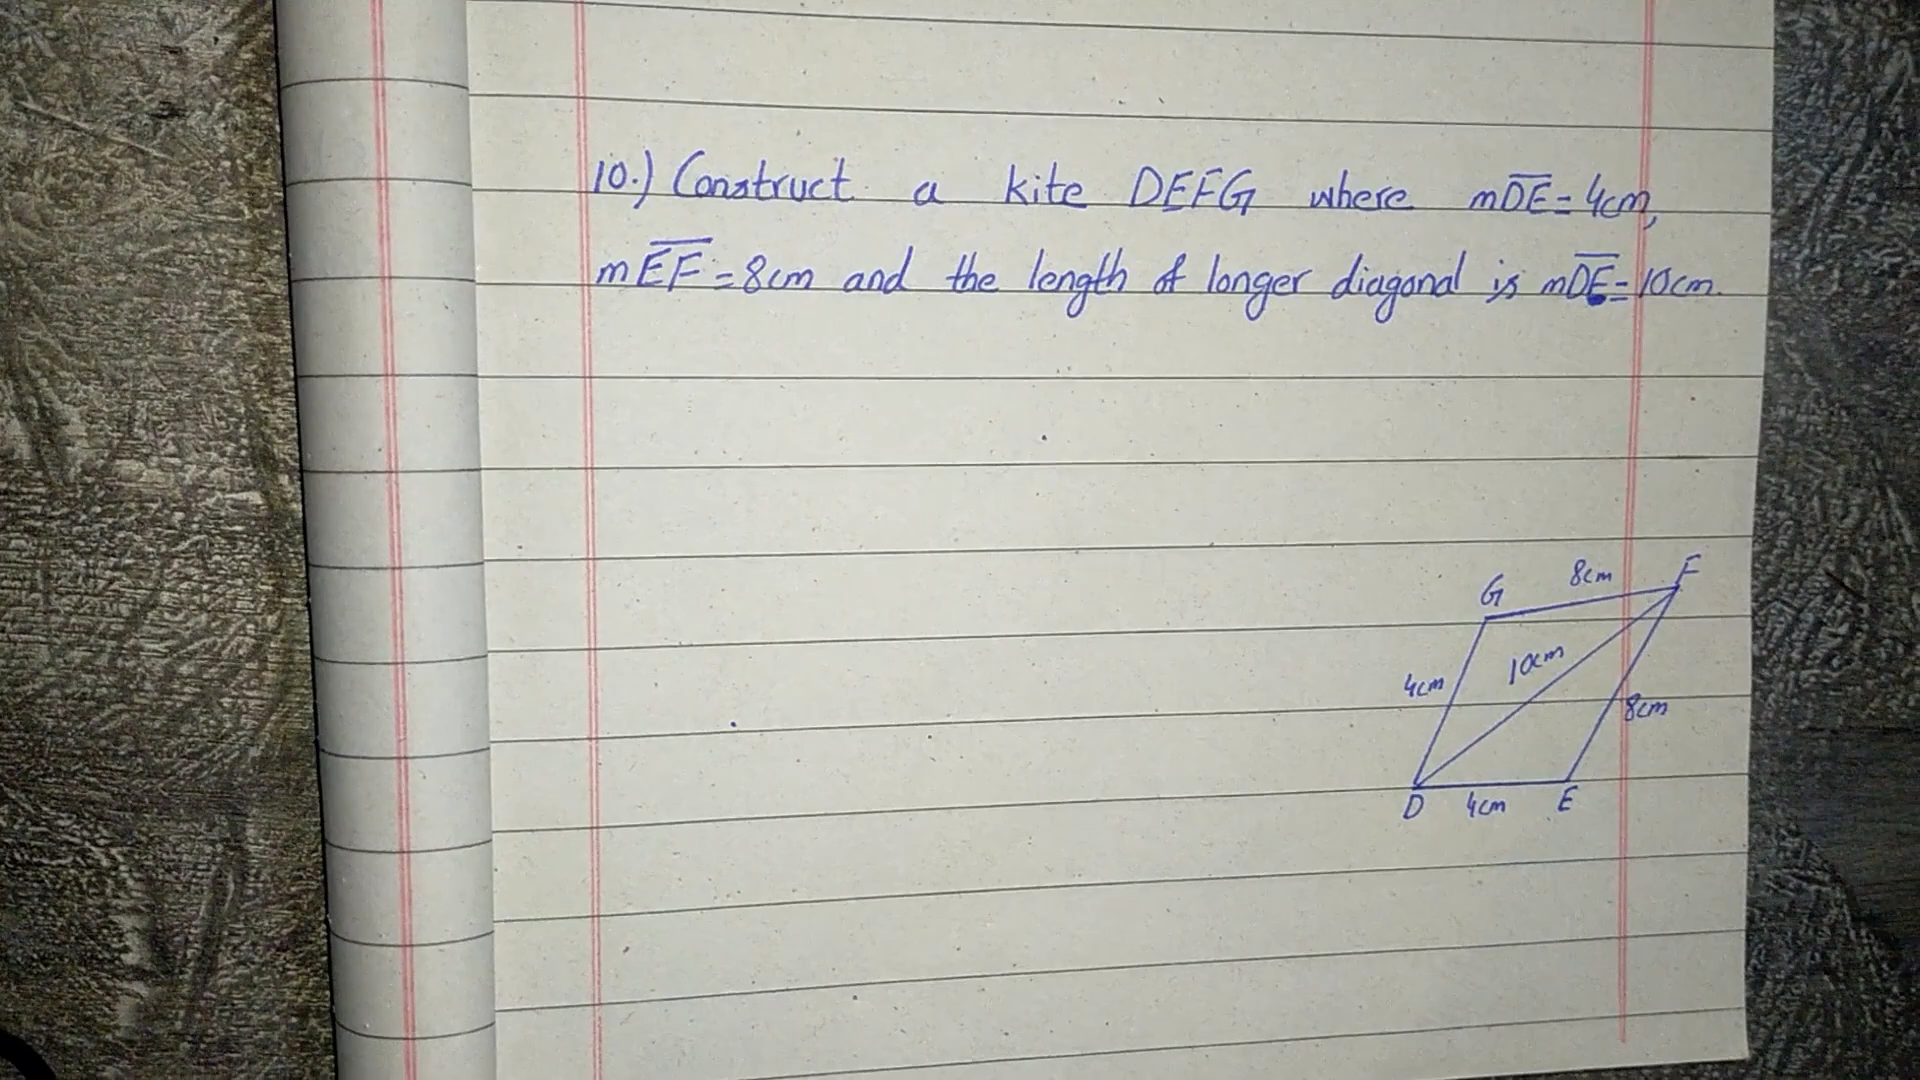 10.) Construct a kite DEFG where mDE = 4cm,
mEF = 8cm and the length of longer diagonal is mDF = 10cm.
G 8cm F
4cm 10cm
8cm
D 4cm E